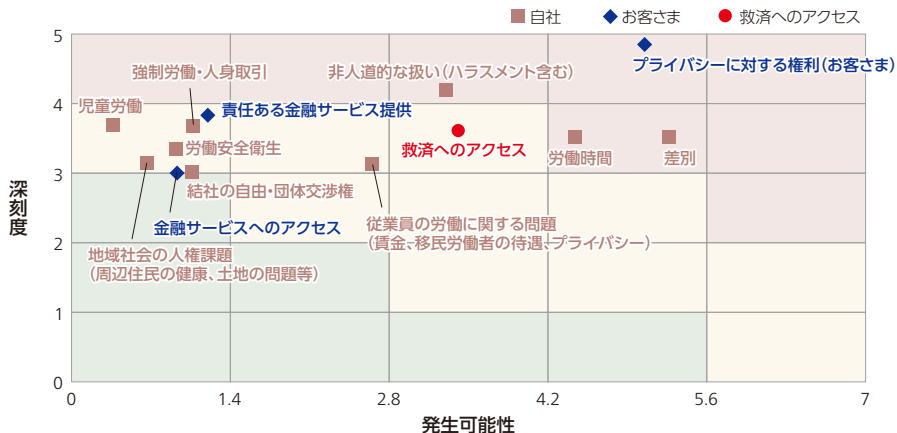 自社
お客さま
救済へのアクセス
5
4
3
2
1
0
深刻度
プライバシーに対する権利（お客さま）
強制労働・人身取引
非人道的な扱い（ハラスメント含む）
児童労働
責任ある金融サービス提供
労働安全衛生
救済へのアクセス
労働時間
差別
結社の自由・団体交渉権
金融サービスへのアクセス
従業員の労働に関する問題
（賃金、移民労働者の待遇、プライバシー）
地域社会の人権課題
（周辺住民の健康、土地の問題等）
0
1.4
2.8
4.2
5.6
7
発生可能性